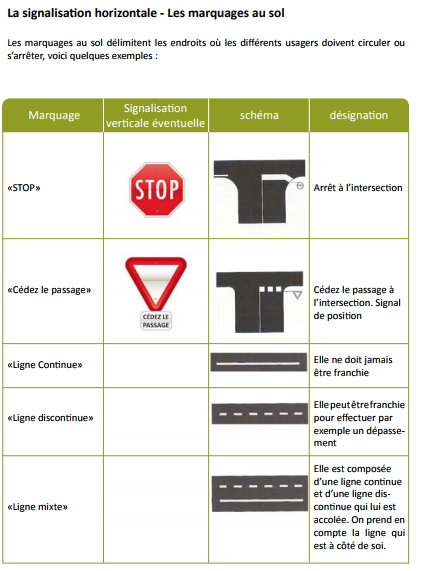 La signalisation horizontale - Les marquages au sol
Les marquages au sol délimitent les endroits où les différents usagers doivent circuler ou
s'arrêter, voici quelques exemples :
Marquage
Signalisation
verticale éventuelle
schéma
désignation
«STOP»
STOP
Arrêt à l'intersection
«Cédez le passage»
CÉDEZ LE
PASSAGE
Cédez le passage à
l'intersection. Signal
de position
«Ligne Continue»
Elle ne doit jamais
être franchie
«Ligne discontinue»
Elle peut être franchie
pour effectuer par
exemple un dépasse-
ment
«Ligne mixte»
Elle est composée
d'une ligne continue
et d'une ligne dis-
continue qui lui est
accolée. On prend en
compte la ligne qui
est à côté de soi.